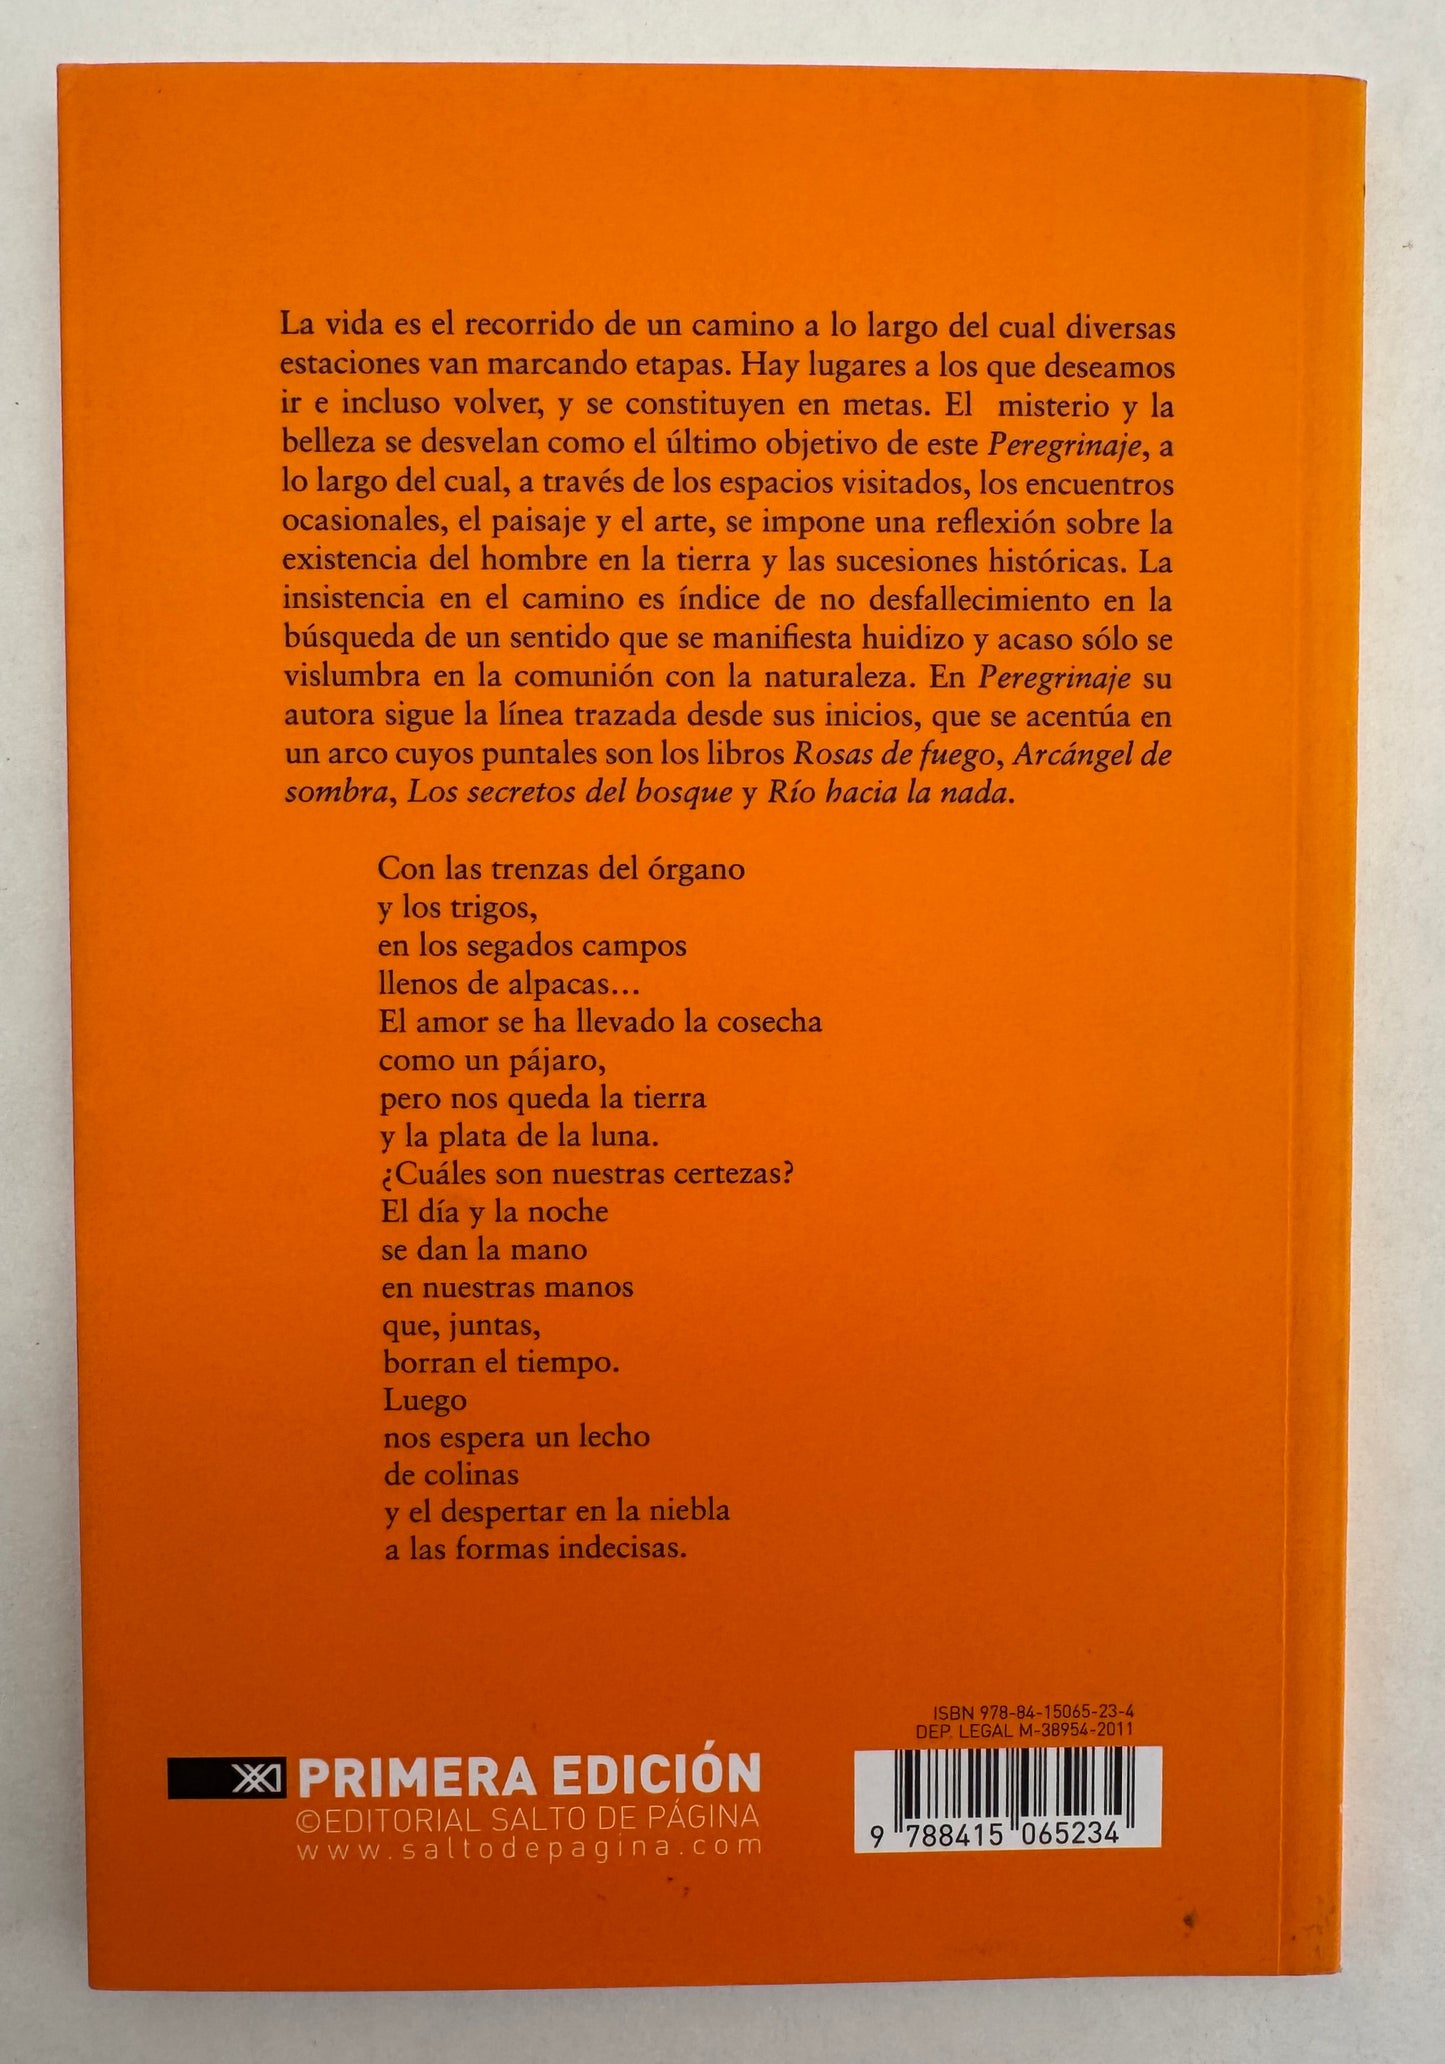 La vida es el recorrido de un camino a lo largo del cual diversas
estaciones van marcando etapas. Hay lugares a los que deseamos
ir e incluso volver, y se constituyen en metas. El misterio y la
belleza se desvelan como el último objetivo de este Peregrinaje, a
lo largo del cual, a través de los espacios visitados, los encuentros
ocasionales, el paisaje y el arte, se impone una reflexión sobre la
existencia del hombre en la tierra y las sucesiones históricas. La
insistencia en el camino es índice de no desfallecimiento en la
búsqueda de un sentido que se manifiesta huidizo y acaso sólo se
vislumbra en la comunión con la naturaleza. En Peregrinaje su
autora sigue la línea trazada desde sus inicios, que se acentúa en
un arco cuyos puntales son los libros Rosas de fuego, Arcángel de
sombra, Los secretos del bosque y Río hacia la nada.
Con las trenzas del órgano
y los trigos,
en los segados campos
llenos de alpacas...
El amor se ha llevado la cosecha
como un pájaro,
pero nos queda la tierra
y la plata de la luna.
¿Cuáles son nuestras certezas?
El día y la noche
se dan la mano
en nuestras manos
que, juntas,
borran el tiempo.
Luego
nos espera un lecho
de colinas
y el despertar en la niebla
a las formas indecisas.
PRIMERA EDICIÓN
©EDITORIAL SALTO DE PÁGINA
www.saltodepagina.com
ISBN 978-84-15065-23-4
DEP. LEGAL M-38954-2011
9 788415 065234